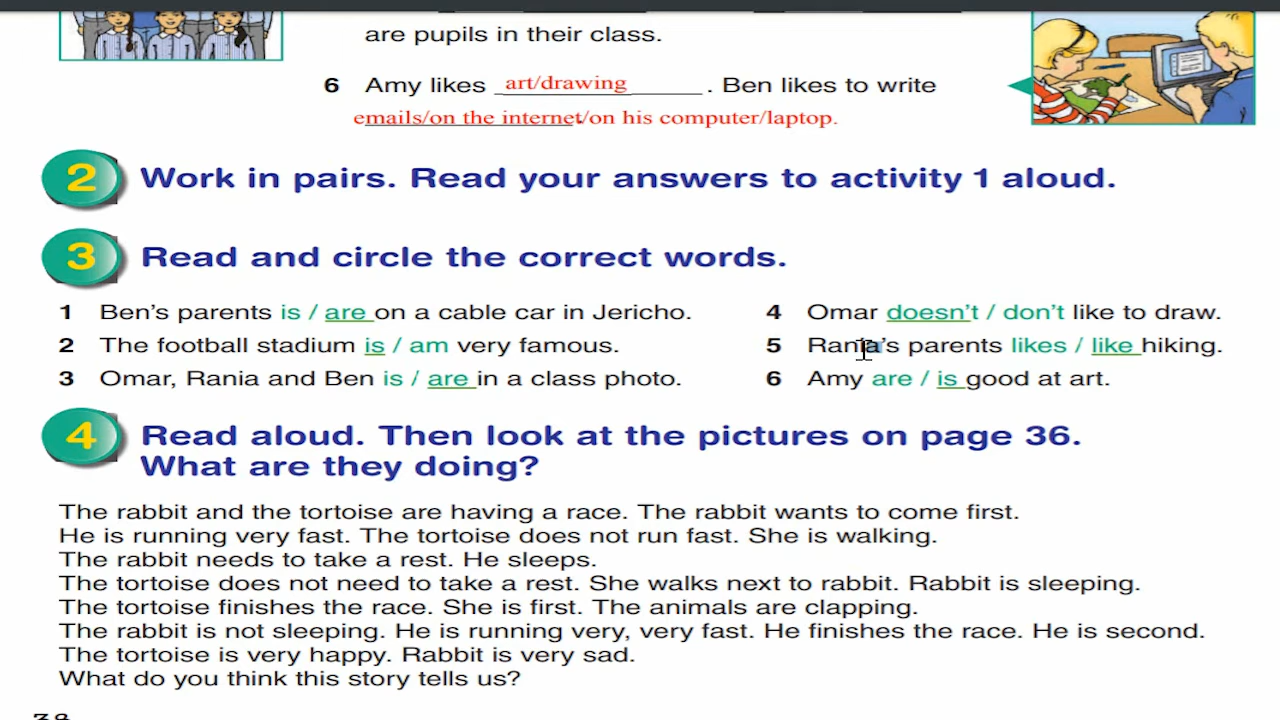 are pupils in their class.
6 Amy likes art/drawing. Ben likes to write
emails/on the internet/on his computer/laptop.
2 Work in pairs. Read your answers to activity 1 aloud.
3 Read and circle the correct words.
1 Ben's parents is / are on a cable car in Jericho.
2 The football stadium is / am very famous.
3 Omar, Rania and Ben is / are in a class photo.
4 Omar doesn't / don't like to draw.
5 Rania's parents likes / like hiking.
6 Amy are / is good at art.
4 Read aloud. Then look at the pictures on page 36.
What are they doing?
The rabbit and the tortoise are having a race. The rabbit wants to come first.
He is running very fast. The tortoise does not run fast. She is walking.
The rabbit needs to take a rest. He sleeps.
The tortoise does not need to take a rest. She walks next to rabbit. Rabbit is sleeping.
The tortoise finishes the race. She is first. The animals are clapping.
The rabbit is not sleeping. He is running very, very fast. He finishes the race. He is second.
The tortoise is very happy. Rabbit is very sad.
What do you think this story tells us?